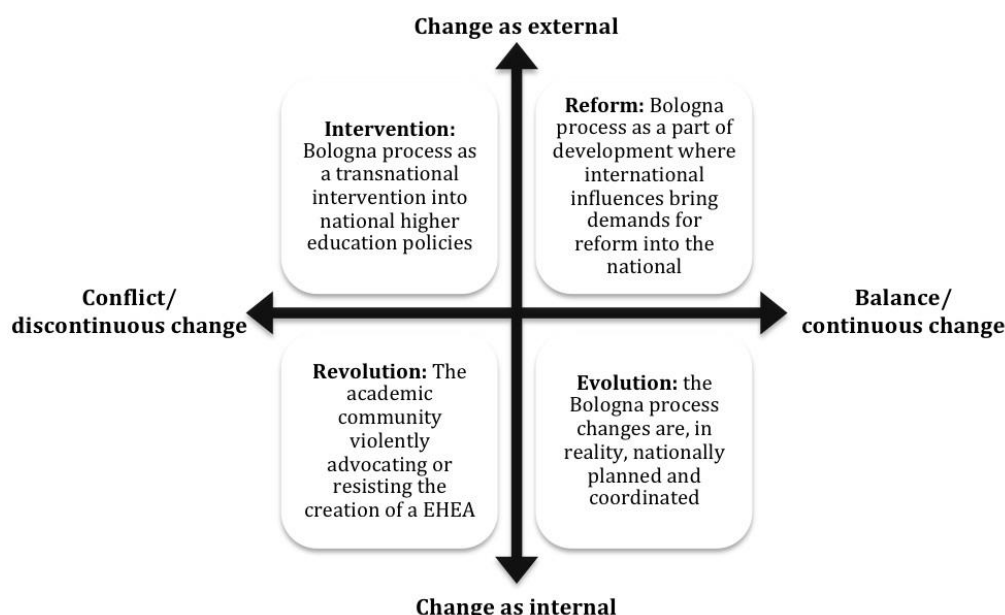 Change as external
Intervention:
Bologna process as
a transnational
intervention into
national higher
education policies
Reform: Bologna
process as a part of
development where
international
influences bring
demands for
reform into the
national
Conflict/
discontinuous change
Balance/
continuous change
Revolution: The
academic
community
violently
advocating or
resisting the
creation of a EHEA
Evolution: the
Bologna process
changes are, in
reality, nationally
planned and
coordinated
Change as internal